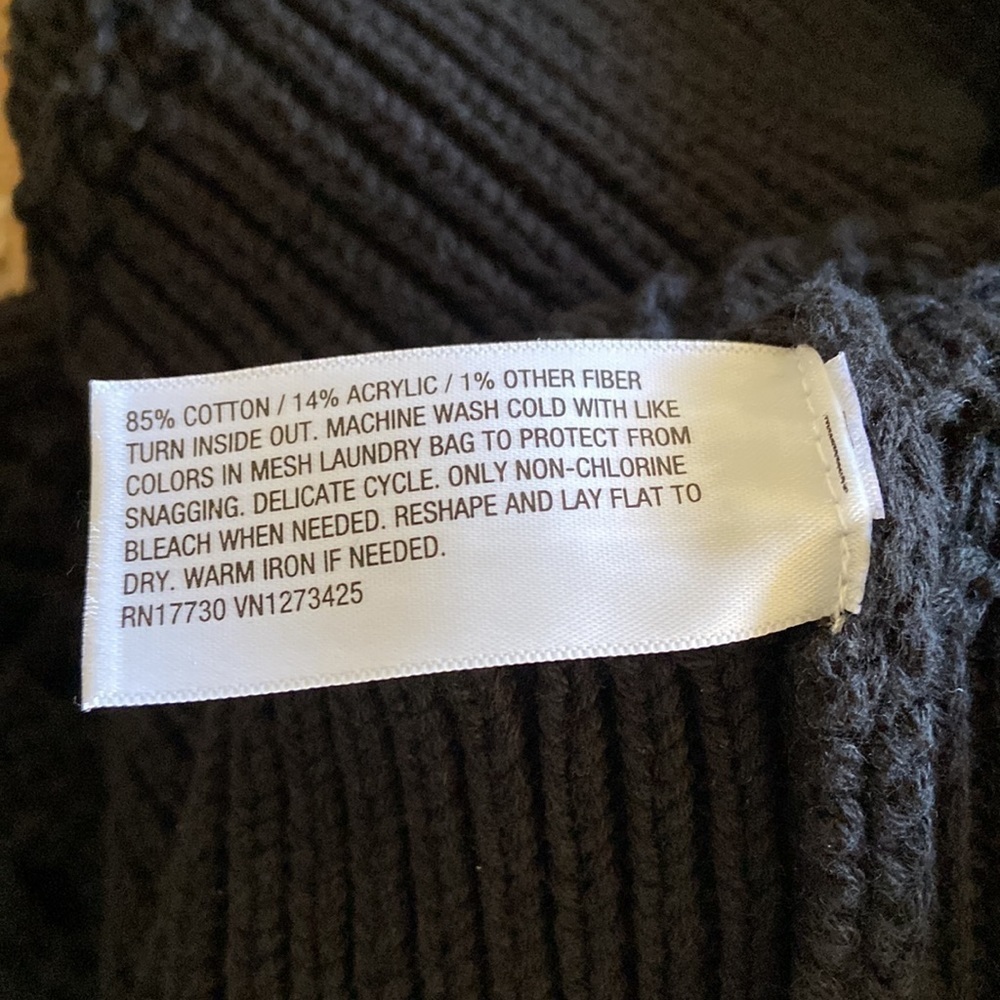 85% COTTON / 14% ACRYLIC / 1% OTHER FIBER
TURN INSIDE OUT. MACHINE WASH COLD WITH LIKE
COLORS IN MESH LAUNDRY BAG TO PROTECT FROM
SNAGGING. DELICATE CYCLE. ONLY NON-CHLORINE
BLEACH WHEN NEEDED. RESHAPE AND LAY FLAT TO
DRY. WARM IRON IF NEEDED.
RN17730 VN1273425